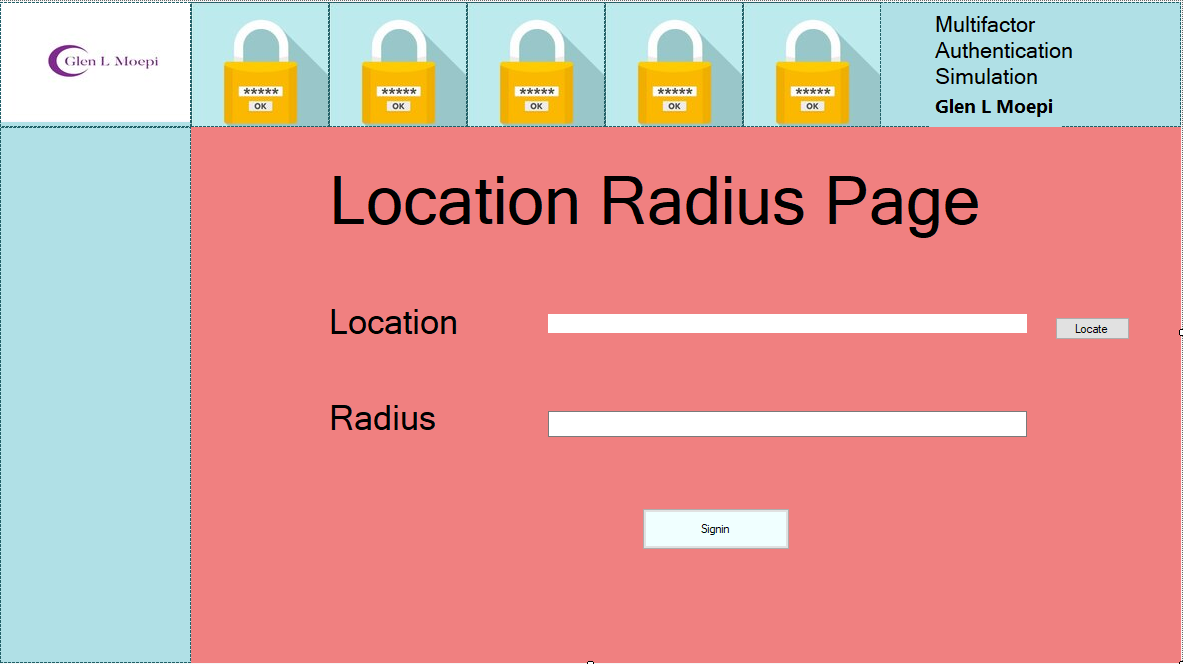 Glen L Moepi
*****
OK
*****
OK
*****
OK
*****
OK
*****
OK
Multifactor
Authentication
Simulation
Glen L Moepi
Location Radius Page
Location
Locate
Radius
Signin